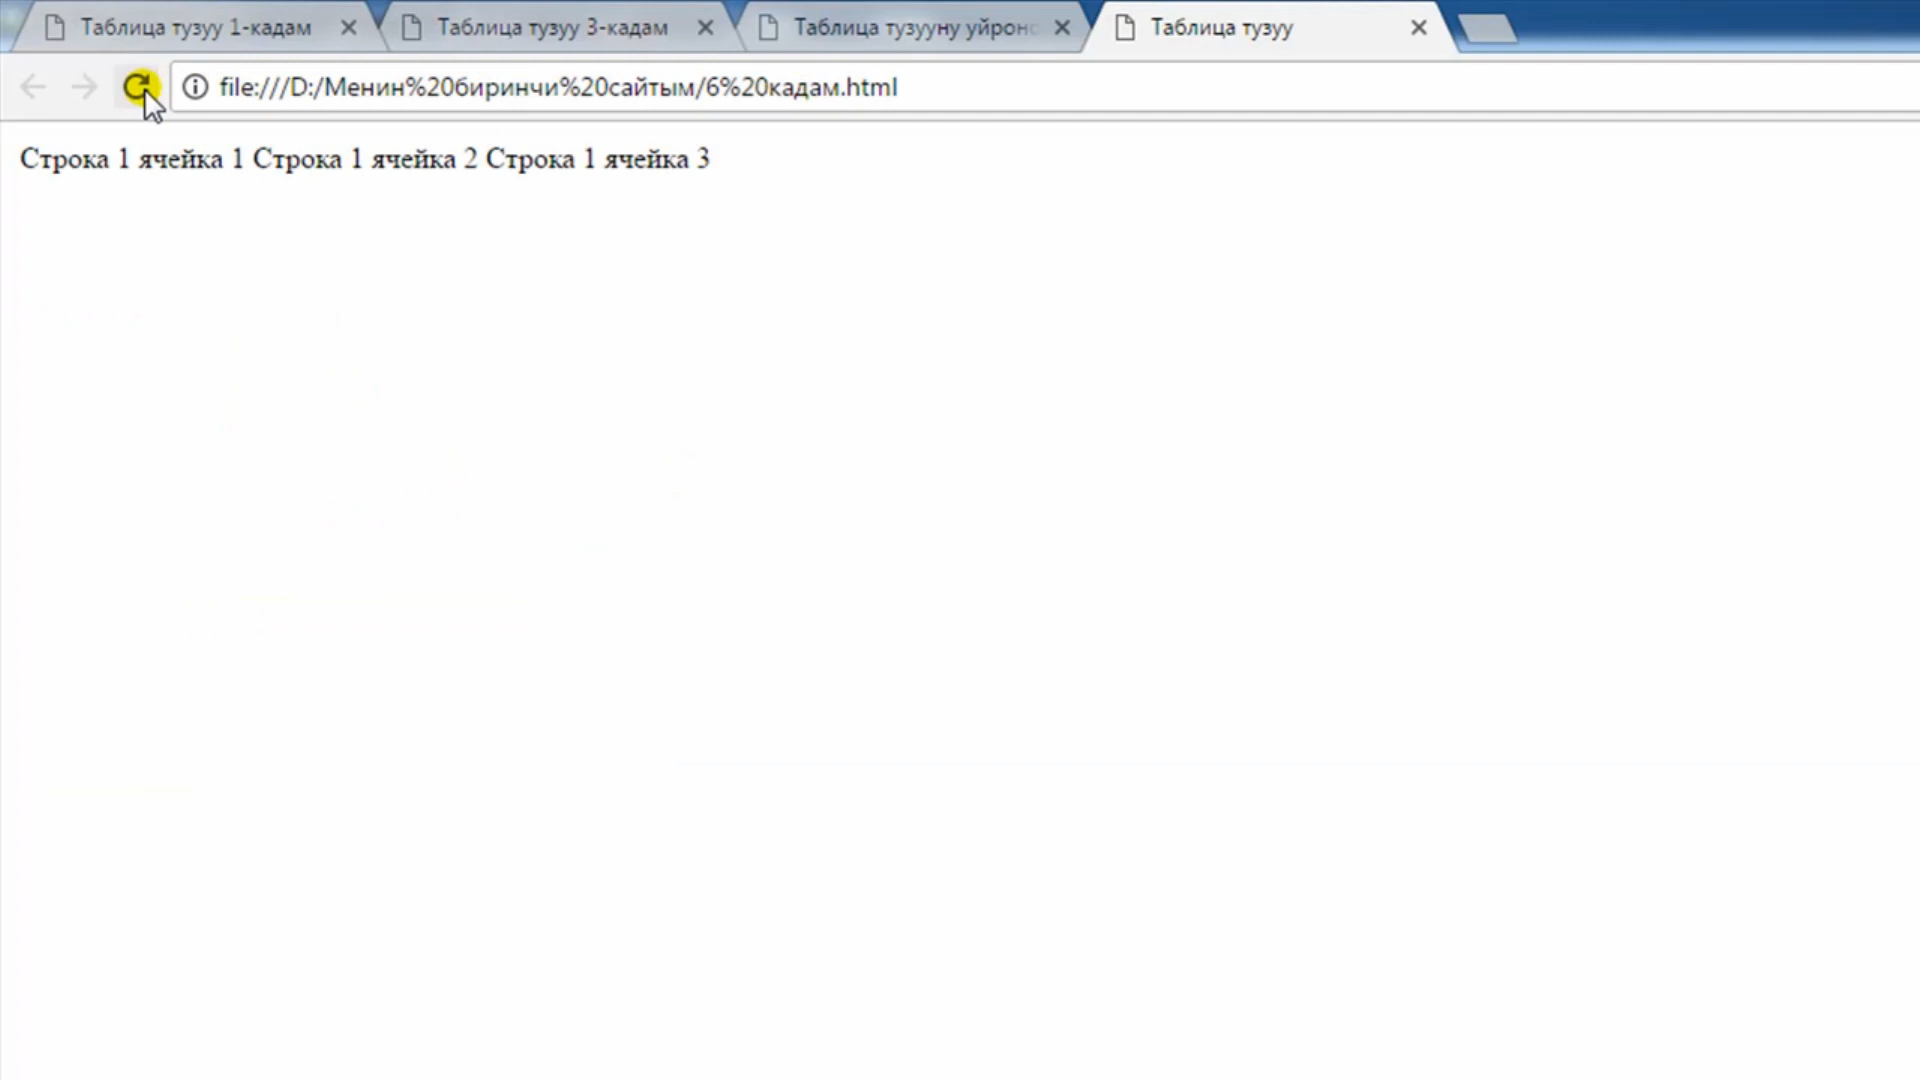 Таблица тузуу 1-кадам
Таблица тузуу 3-кадам
Таблица тузууну уйрон
Таблица тузуу
file:///D:/Менин%20биринчи%20сайтым/6%20кадам.html
Строка 1 ячейка 1 Строка 1 ячейка 2 Строка 1 ячейка 3